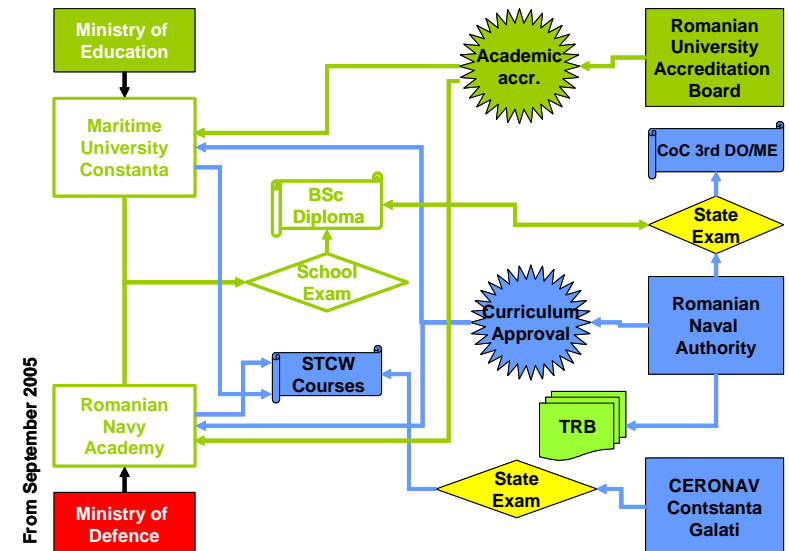 Ministry of
Education
Academic
accr.
Romanian
University
Accreditation
Board
Maritime
University
Constanta
CoC 3rd DO/ME
BSc
Diploma
State
Exam
School
Exam
Curriculum
Approval
Romanian
Naval
Authority
STCW
Courses
Romanian
Navy
Academy
TRB
State
Exam
CERONAV
Contstanta
Galati
Ministry of
Defence
From September 2005